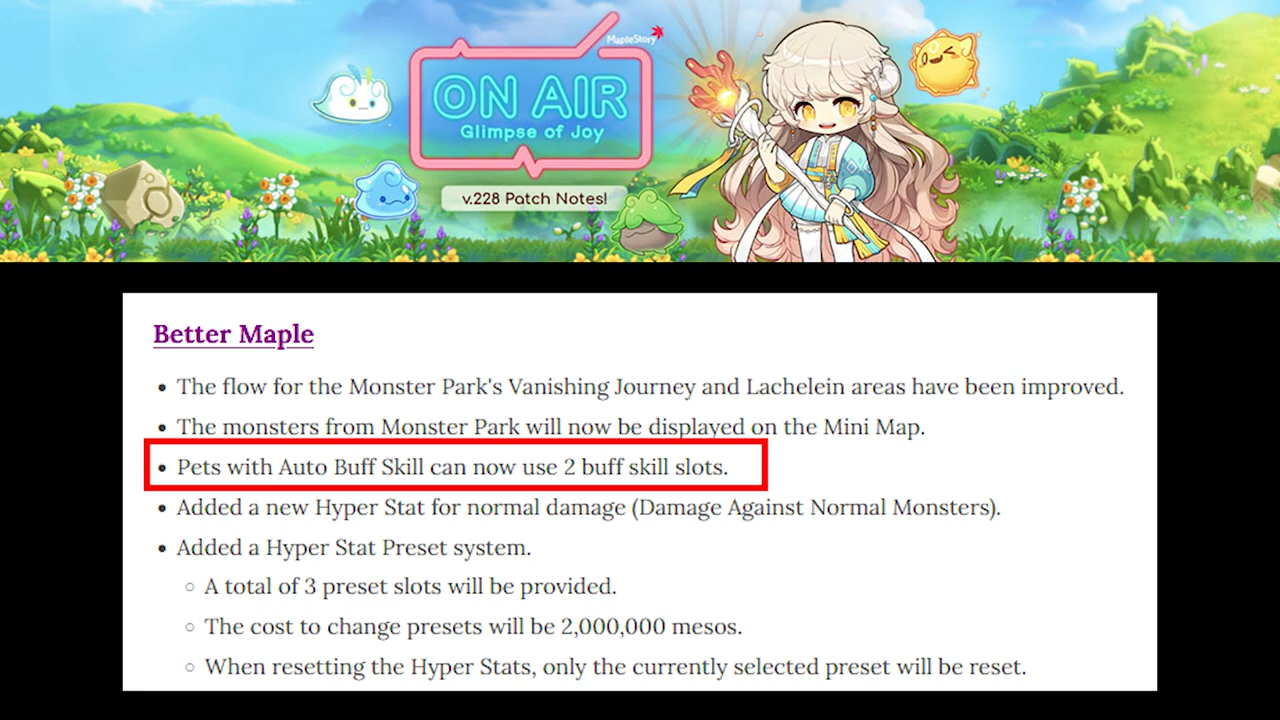 MapleStory
ON AIR
Glimpse of Joy
v.228 Patch Notes!
Better Maple
• The flow for the Monster Park's Vanishing Journey and Lachelein areas have been improved.
• The monsters from Monster Park will now be displayed on the Mini Map.
• Pets with Auto Buff Skill can now use 2 buff skill slots.
• Added a new Hyper Stat for normal damage (Damage Against Normal Monsters).
• Added a Hyper Stat Preset system.
○ A total of 3 preset slots will be provided.
○ The cost to change presets will be 2,000,000 mesos.
○ When resetting the Hyper Stats, only the currently selected preset will be reset.